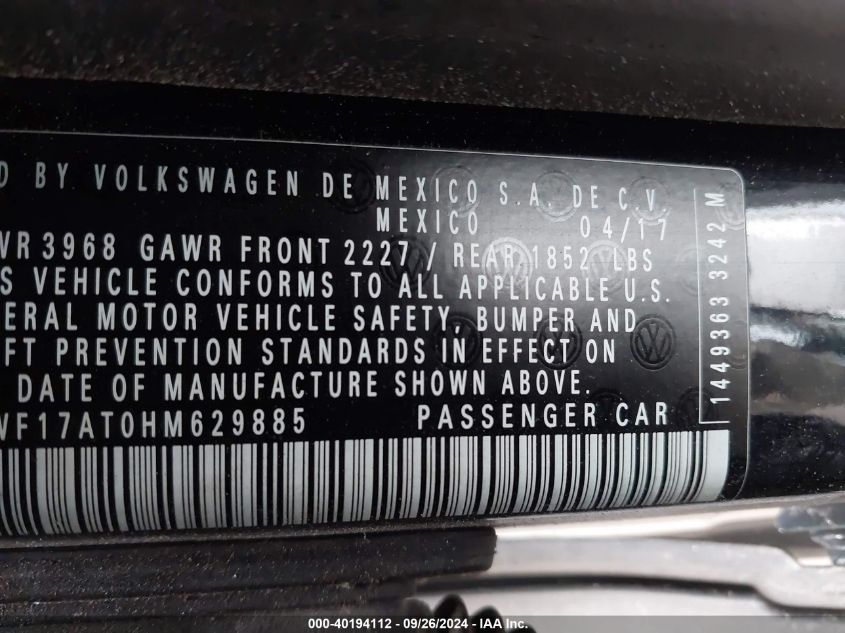 D BY VOLKSWAGEN DE MEXICO S.A. DE C.V.
MEXICO 04/17
VR 3968 GAWR FRONT 2227 / REAR 1852 LBS
S VEHICLE CONFORMS TO ALL APPLICABLE U.S.
ERAL MOTOR VEHICLE SAFETY, BUMPER AND
FT PREVENTION STANDARDS IN EFFECT ON
DATE OF MANUFACTURE SHOWN ABOVE.
VF17AT0HM629885 PASSENGER CAR
1449363 3242 M
000-40194112 - 09/26/2024 - IAA Inc.